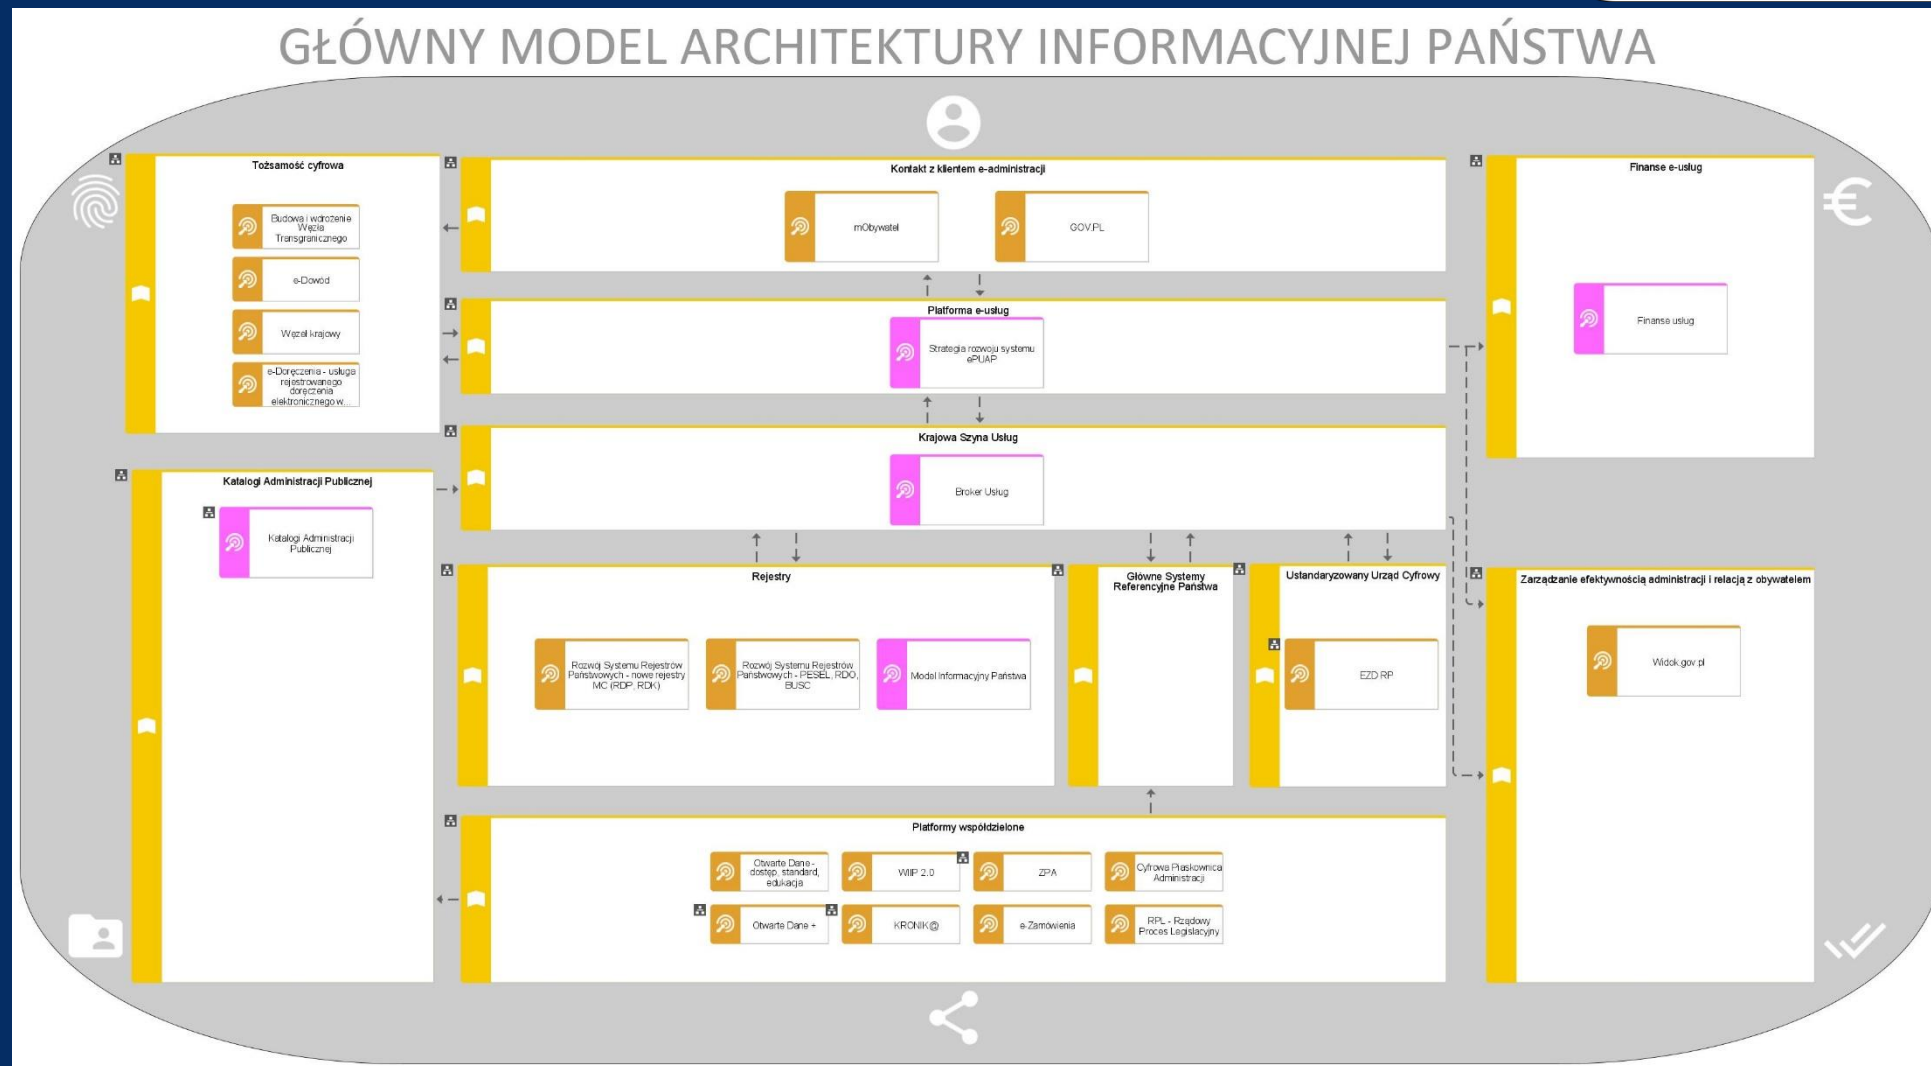 GŁÓWNY MODEL ARCHITEKTURY INFORMACYJNEJ PAŃSTWA
Tożsamość cyfrowa
Budowa i wdrożenie
Węzła
Transgranicznego
e-Dowód
Węzeł krajowy
e-Doręczenia - usługa
rejestrowanego
doręczenia
elektronicznego w...
Kontakt z klientem e-administracji
mObywatel
GOV.PL
Platforma e-usług
Strategia rozwoju systemu
ePUAP
Krajowa Szyna Usług
Broker Usług
Finanse e-usług
Finanse usług
Katalogi Administracji Publicznej
Katalogi Administracji
Publicznej
Rejestry
Rozwój Systemu Rejestrów
Państwowych - nowe rejestry
MC (RDP, RDK)
Rozwój Systemu Rejestrów
Państwowych - PESEL, RDO,
BUSC
Model Informacyjny Państwa
Główne Systemy
Referencyjne Państwa
Ustandaryzowany Urząd Cyfrowy
EZD RP
Zarządzanie efektywnością administracji i relacją z obywatelem
Widok.gov.pl
Platformy współdzielone
Otwarte Dane -
dostęp, standard,
edukacja
WIIP 2.0
ZPA
Cyfrowa Piaskownica
Administracji
Otwarte Dane +
KRONIK@
e-Zamówienia
RPL - Rządowy
Proces Legislacyjny